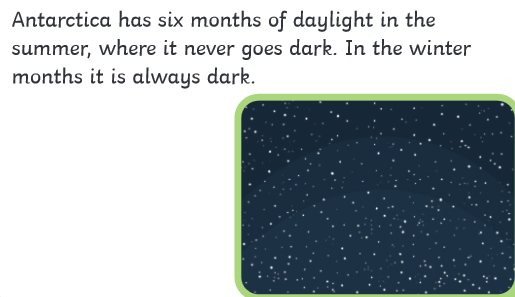 Antarctica has six months of daylight in the
summer, where it never goes dark. In the winter
months it is always dark.